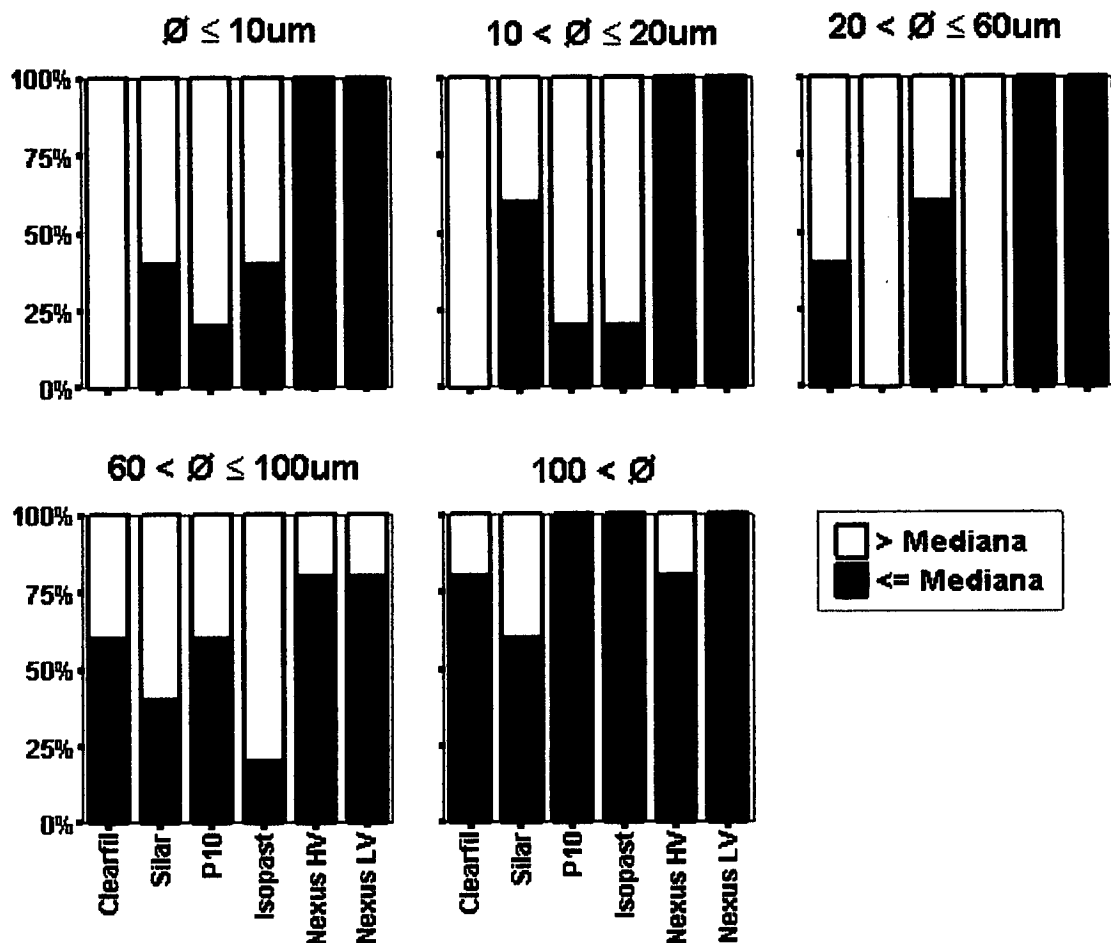 Ø ≤ 10um
10 < Ø ≤ 20um
20 < Ø ≤ 60um
100%
75%
50%
25%
0%
60 < Ø ≤ 100um
100 < Ø
100%
75%
50%
25%
0%
> Mediana
<= Mediana
Clearfil
Silar
P10
Isopast
Nexus HV
Nexus LV
Clearfil
Silar
P10
Isopast
Nexus HV
Nexus LV